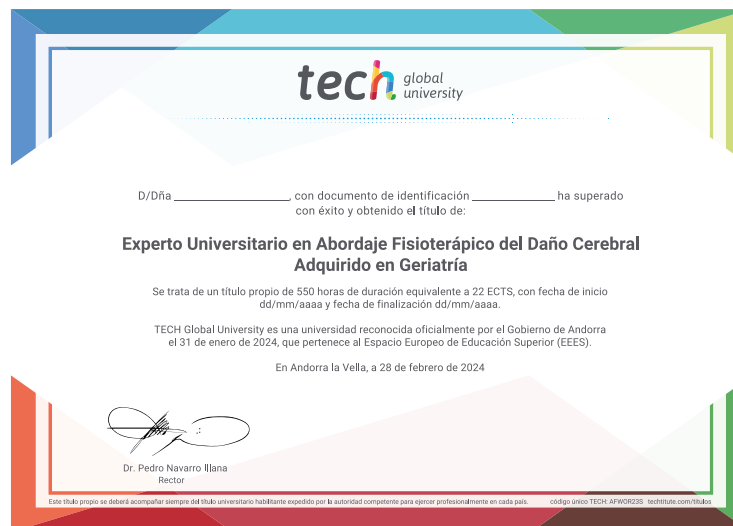 tech global university
D/Dña ________________, con documento de identificación ____________ ha superado
con éxito y obtenido el título de:
Experto Universitario en Abordaje Fisioterápico del Daño Cerebral
Adquirido en Geriatría
Se trata de un título propio de 550 horas de duración equivalente a 22 ECTS, con fecha de inicio
dd/mm/aaaa y fecha de finalización dd/mm/aaaa.
TECH Global University es una universidad reconocida oficialmente por el Gobierno de Andorra
el 31 de enero de 2024, que pertenece al Espacio Europeo de Educación Superior (EEES).
En Andorra la Vella, a 28 de febrero de 2024
Dr. Pedro Navarro Illana
Rector
Este título propio se deberá acompañar siempre del título universitario habilitante expedido por la autoridad competente para ejercer profesionalmente en cada país. código único TECH: AFWOR23S techtitute.com/titulos